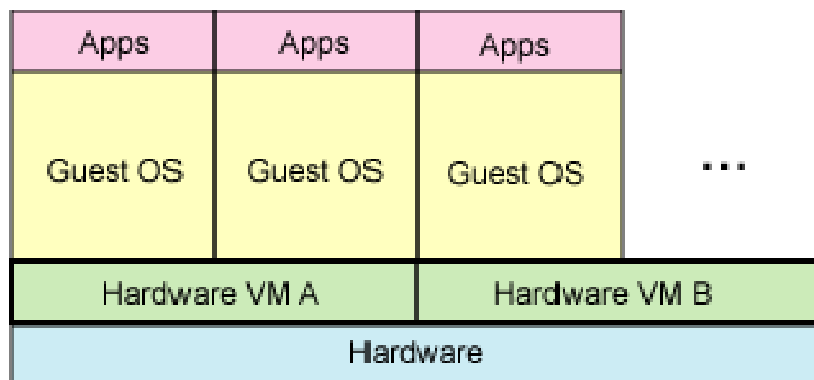 Apps Apps Apps
Guest OS Guest OS Guest OS ...
Hardware VM A Hardware VM B
Hardware